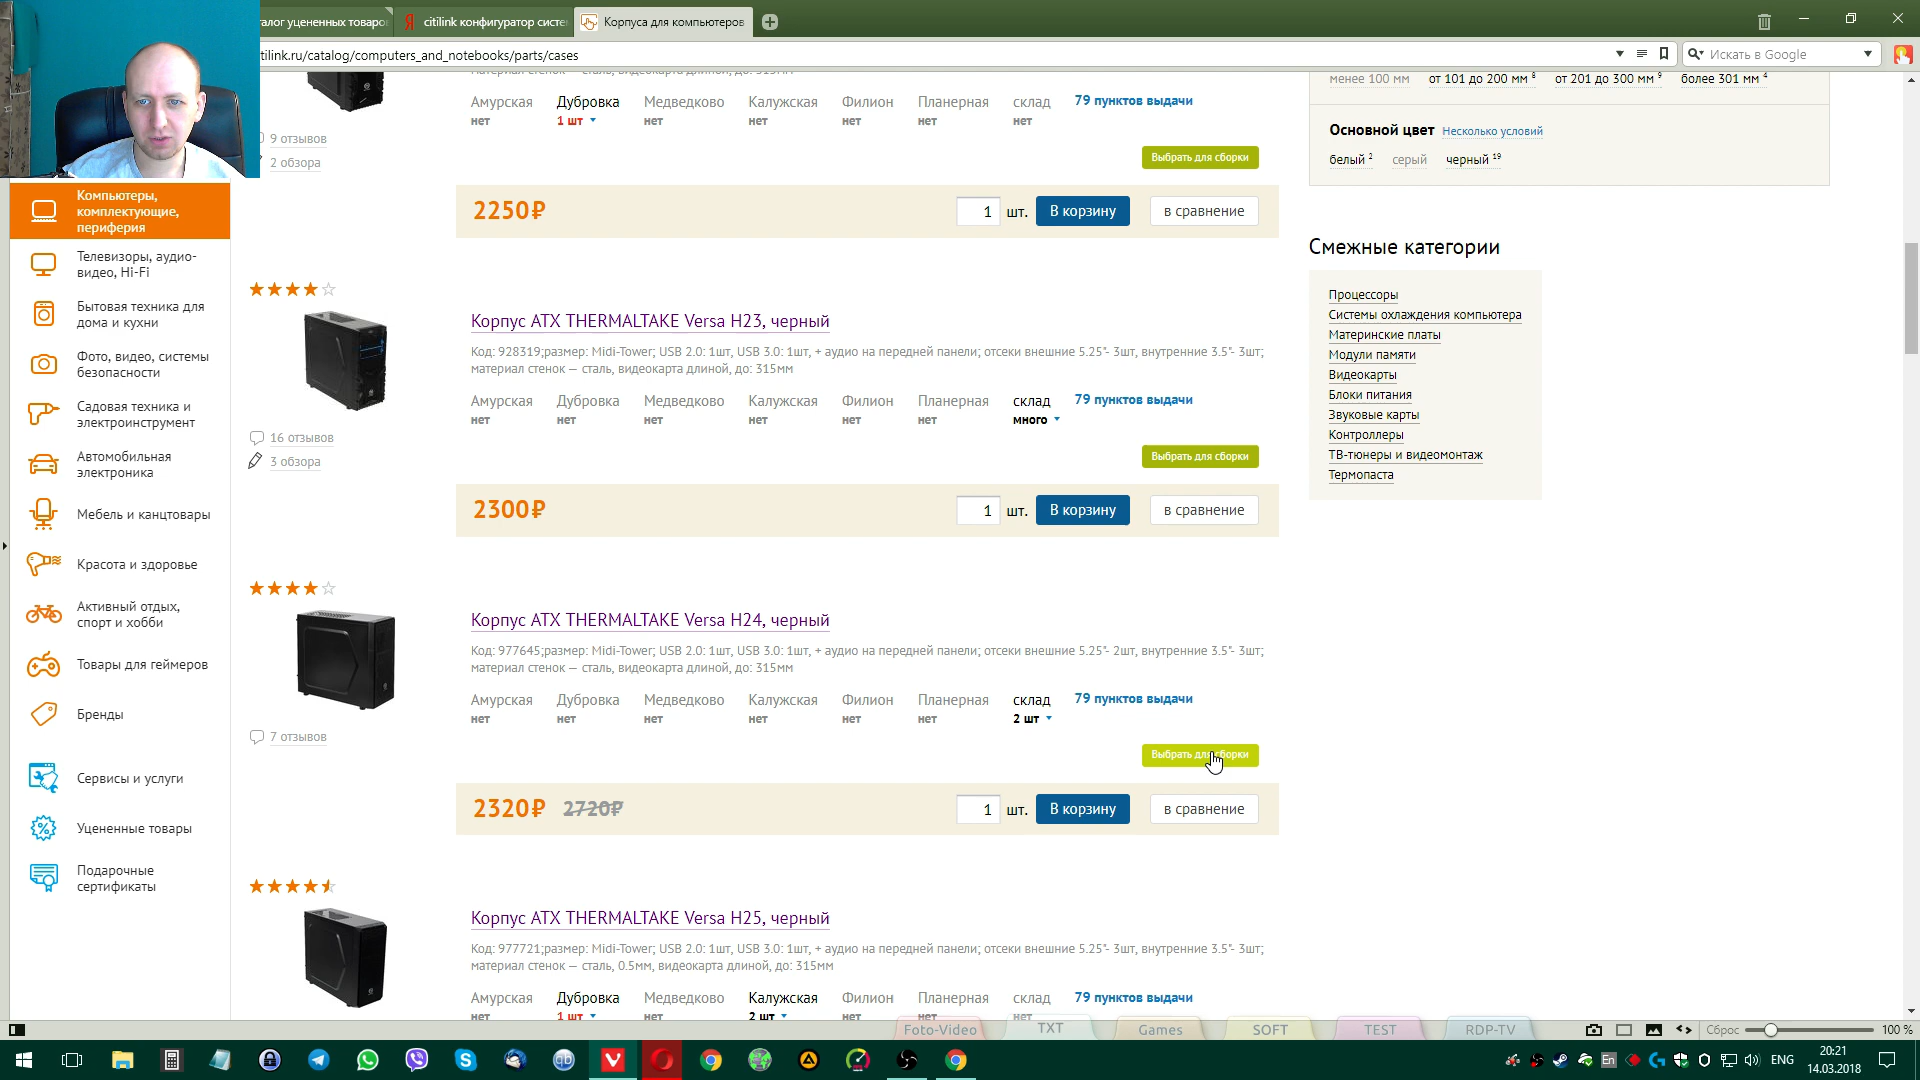 талог уцененных товаро
citilink конфигуратор систе
Корпуса для компьютеров
tilink.ru/catalog/computers_and_notebooks/parts/cases
Искать в Google
Амурская Дубровка Медведково Калужская Филион Планерная склад 79 пунктов выдачи
нет 1 шт нет нет нет нет нет
9 отзывов
2 обзора
Выбрать для сборки
2250₽ 1 шт. В корзину в сравнение
Корпус ATX THERMALTAKE Versa H23, черный
Код: 928319;размер: Midi-Tower; USB 2.0: 1шт, USB 3.0: 1шт, + аудио на передней панели; отсеки внешние 5.25"- 3шт, внутренние 3.5"- 3шт;
материал стенок — сталь, видеокарта длиной, до: 315мм
Амурская Дубровка Медведково Калужская Филион Планерная склад 79 пунктов выдачи
нет нет нет нет нет нет много
16 отзывов
3 обзора
Выбрать для сборки
2300₽ 1 шт. В корзину в сравнение
Корпус ATX THERMALTAKE Versa H24, черный
Код: 977645;размер: Midi-Tower; USB 2.0: 1шт, USB 3.0: 1шт, + аудио на передней панели; отсеки внешние 5.25"- 2шт, внутренние 3.5"- 3шт;
материал стенок — сталь, видеокарта длиной, до: 315мм
Амурская Дубровка Медведково Калужская Филион Планерная склад 79 пунктов выдачи
нет нет нет нет нет нет 2 шт
7 отзывов
Выбрать для сборки
2320₽ 2720₽ 1 шт. В корзину в сравнение
Корпус ATX THERMALTAKE Versa H25, черный
Код: 977721;размер: Midi-Tower; USB 2.0: 1шт, USB 3.0: 1шт, + аудио на передней панели; отсеки внешние 5.25"- 3шт, внутренние 3.5"- 3шт;
материал стенок — сталь, 0.5мм, видеокарта длиной, до: 315мм
Амурская Дубровка Медведково Калужская Филион Планерная склад 79 пунктов выдачи
нет 1 шт нет 2 шт нет нет нет
Компьютеры,
комплектующие,
периферия
Телевизоры, аудио-
видео, Hi-Fi
Бытовая техника для
дома и кухни
Фото, видео, системы
безопасности
Садовая техника и
электроинструмент
Автомобильная
электроника
Мебель и канцтовары
Красота и здоровье
Активный отдых,
спорт и хобби
Товары для геймеров
Бренды
Сервисы и услуги
Уцененные товары
Подарочные
сертификаты
менее 100 мм от 101 до 200 мм 8 от 201 до 300 мм 9 более 301 мм 4
Основной цвет Несколько условий
белый 2 серый черный 19
Смежные категории
Процессоры
Системы охлаждения компьютера
Материнские платы
Модули памяти
Видеокарты
Блоки питания
Звуковые карты
Контроллеры
ТВ-тюнеры и видеомонтаж
Термопаста
Foto-Video TXT Games SOFT TEST RDP-TV
Сброс 100 %
En ENG 20:21
14.03.2018